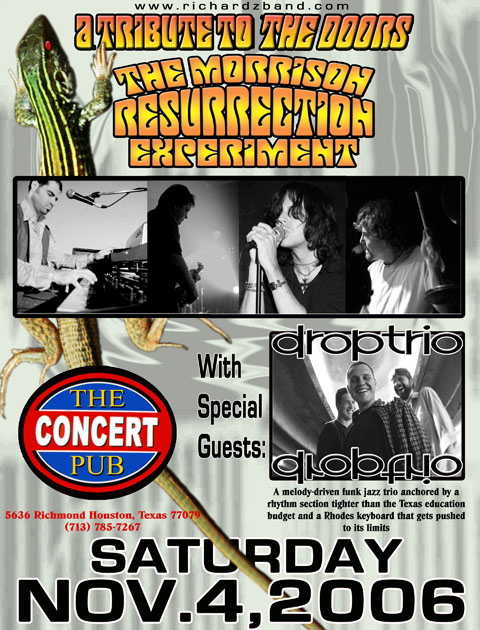 www.richardzband.com
A TRIBUTE TO THE DOORS
THE MORRISON
RESURRECTION
EXPERIMENT
With
Special
Guests:
droptrio
droptrio
THE
CONCERT
PUB
5636 Richmond Houston, Texas 77079
(713) 785-7267
A melody-driven funk jazz trio anchored by a
rhythm section tighter than the Texas education
budget and a Rhodes keyboard that gets pushed
to its limits
SATURDAY
NOV.4,2006